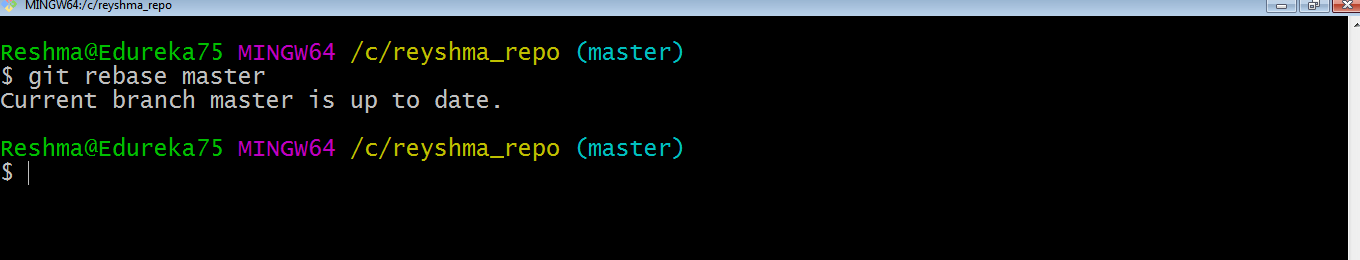 MINGW64:/c/reyshma_repo
Reshma@Edureka75 MINGW64 /c/reyshma_repo (master)
$ git rebase master
Current branch master is up to date.
Reshma@Edureka75 MINGW64 /c/reyshma_repo (master)
$